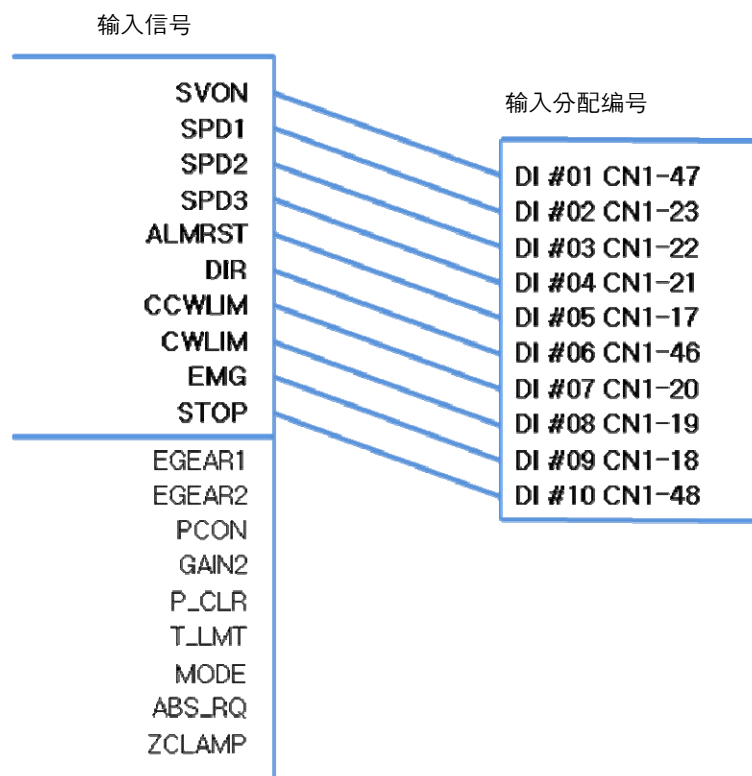 输入信号
SVON
SPD1
SPD2
SPD3
ALMRST
DIR
CCWLIM
CWLIM
EMG
STOP
EGEAR1
EGEAR2
PCON
GAIN2
P_CLR
T_LMT
MODE
ABS_RQ
ZCLAMP
输入分配编号
DI #01 CN1-47
DI #02 CN1-23
DI #03 CN1-22
DI #04 CN1-21
DI #05 CN1-17
DI #06 CN1-46
DI #07 CN1-20
DI #08 CN1-19
DI #09 CN1-18
DI #10 CN1-48